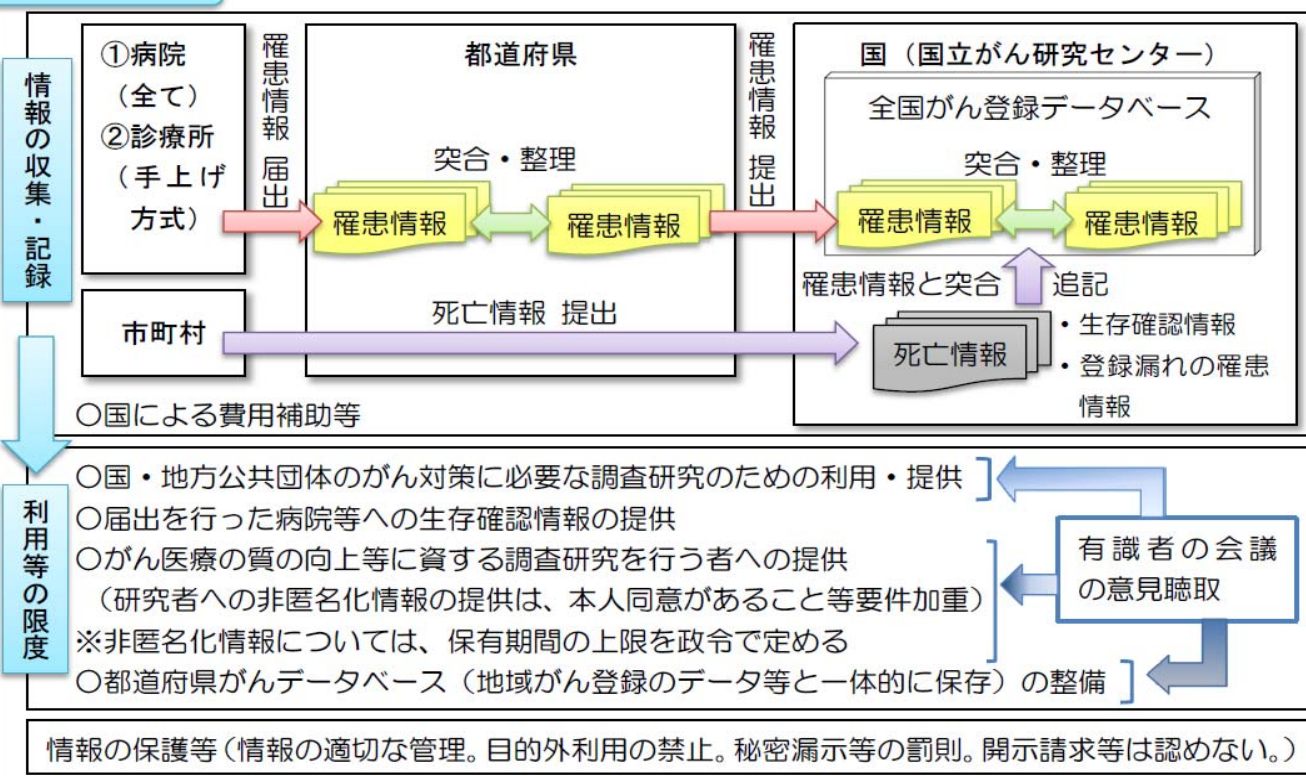 情報の収集・記録
①病院
（全て）
②診療所
（手上げ
方式）
罹患情報 届出
都道府県
突合・整理
罹患情報
罹患情報
罹患情報 提出
国（国立がん研究センター）
全国がん登録データベース
突合・整理
罹患情報
罹患情報
罹患情報と突合
追記
市町村
死亡情報 提出
死亡情報
・生存確認情報
・登録漏れの罹患
情報
〇国による費用補助等
利用等の限度
〇国・地方公共団体のがん対策に必要な調査研究のための利用・提供
〇届出を行った病院等への生存確認情報の提供
〇がん医療の質の向上等に資する調査研究を行う者への提供
（研究者への非匿名化情報の提供は、本人同意があること等要件加重）
※非匿名化情報については、保有期間の上限を政令で定める
〇都道府県がんデータベース（地域がん登録のデータ等と一体的に保存）の整備
有識者の会議
の意見聴取
情報の保護等（情報の適切な管理。目的外利用の禁止。秘密漏示等の罰則。開示請求等は認めない。）